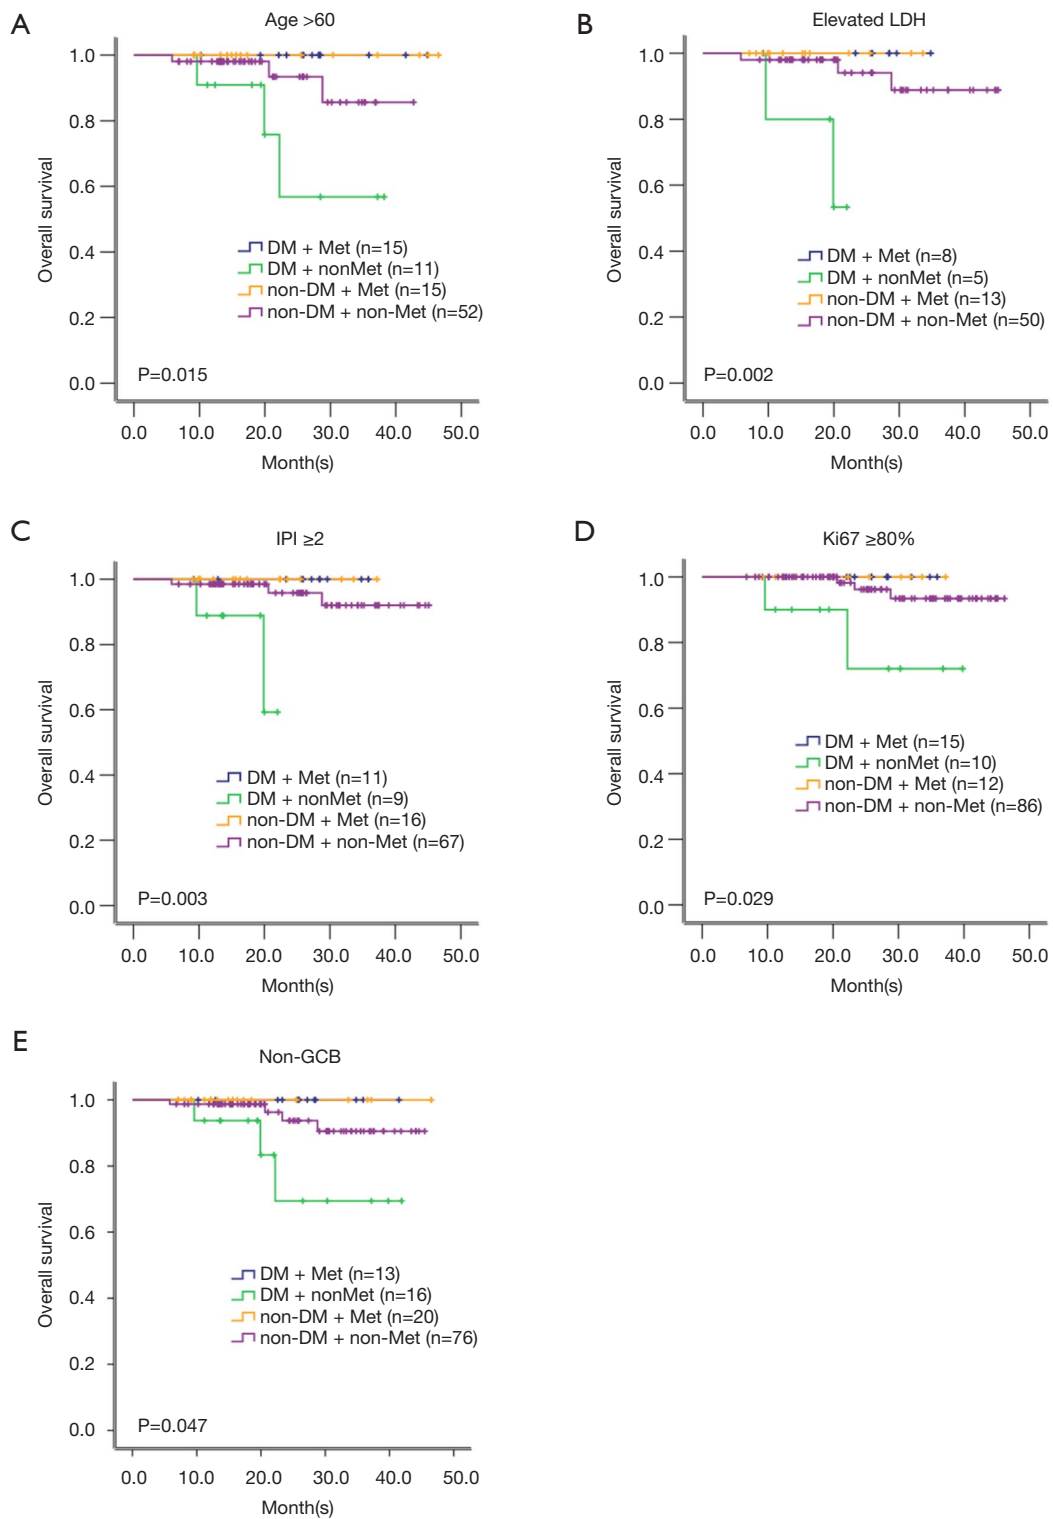 A
Age >60
1.0
0.8
0.6
0.4
0.2
0.0
Overall survival
DM + Met (n=15)
DM + nonMet (n=11)
non-DM + Met (n=15)
non-DM + non-Met (n=52)
P=0.015
0.0 10.0 20.0 30.0 40.0 50.0
Month(s)
B
Elevated LDH
1.0
0.8
0.6
0.4
0.2
0.0
Overall survival
DM + Met (n=8)
DM + nonMet (n=5)
non-DM + Met (n=13)
non-DM + non-Met (n=50)
P=0.002
0.0 10.0 20.0 30.0 40.0 50.0
Month(s)
C
IPI ≥2
1.0
0.8
0.6
0.4
0.2
0.0
Overall survival
DM + Met (n=11)
DM + nonMet (n=9)
non-DM + Met (n=16)
non-DM + non-Met (n=67)
P=0.003
0.0 10.0 20.0 30.0 40.0 50.0
Month(s)
D
Ki67 ≥80%
1.0
0.8
0.6
0.4
0.2
0.0
Overall survival
DM + Met (n=15)
DM + nonMet (n=10)
non-DM + Met (n=12)
non-DM + non-Met (n=86)
P=0.029
0.0 10.0 20.0 30.0 40.0 50.0
Month(s)
E
Non-GCB
1.0
0.8
0.6
0.4
0.2
0.0
Overall survival
DM + Met (n=13)
DM + nonMet (n=16)
non-DM + Met (n=20)
non-DM + non-Met (n=76)
P=0.047
0.0 10.0 20.0 30.0 40.0 50.0
Month(s)